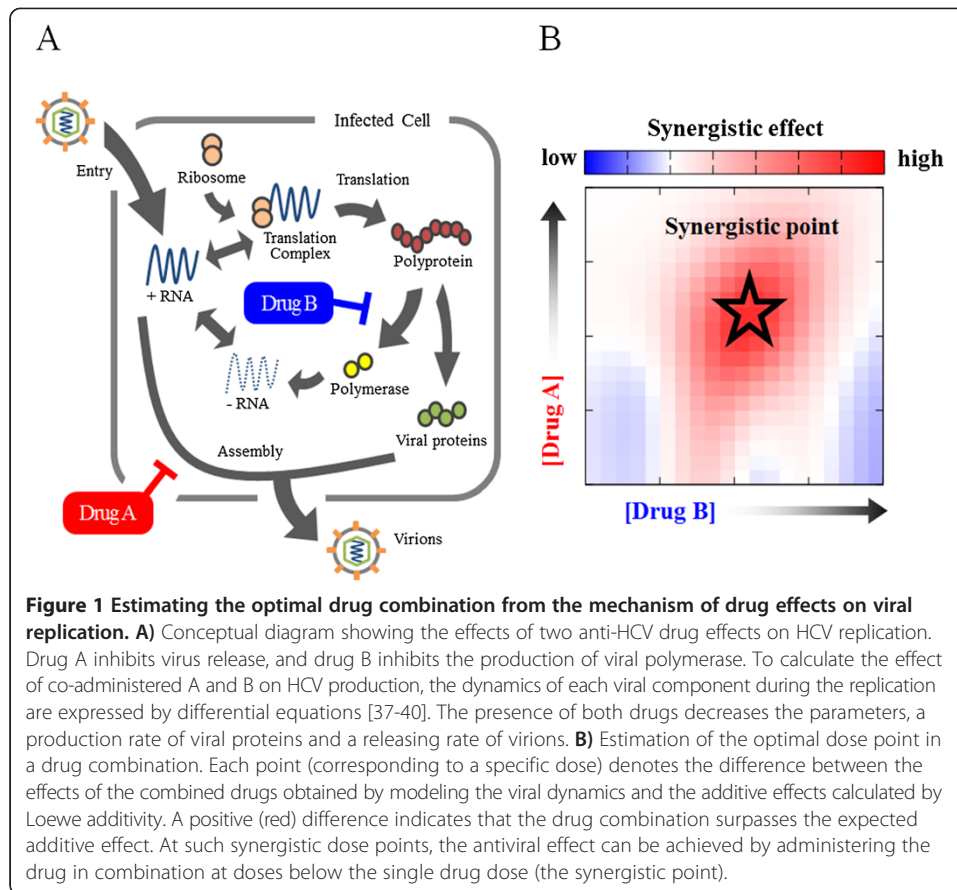 A
B
Infected Cell
Entry
Ribosome
Translation
Translation
Complex
Polyprotein
+ RNA
Drug B
- RNA
Polymerase
Viral proteins
Assembly
Drug A
Virions
Synergistic effect
low
high
Synergistic point
[Drug A]
[Drug B]
Figure 1 Estimating the optimal drug combination from the mechanism of drug effects on viral
replication. A) Conceptual diagram showing the effects of two anti-HCV drug effects on HCV replication.
Drug A inhibits virus release, and drug B inhibits the production of viral polymerase. To calculate the effect
of co-administered A and B on HCV production, the dynamics of each viral component during the replication
are expressed by differential equations [37-40]. The presence of both drugs decreases the parameters, a
production rate of viral proteins and a releasing rate of virions. B) Estimation of the optimal dose point in
a drug combination. Each point (corresponding to a specific dose) denotes the difference between the
effects of the combined drugs obtained by modeling the viral dynamics and the additive effects calculated by
Loewe additivity. A positive (red) difference indicates that the drug combination surpasses the expected
additive effect. At such synergistic dose points, the antiviral effect can be achieved by administering the
drug in combination at doses below the single drug dose (the synergistic point).